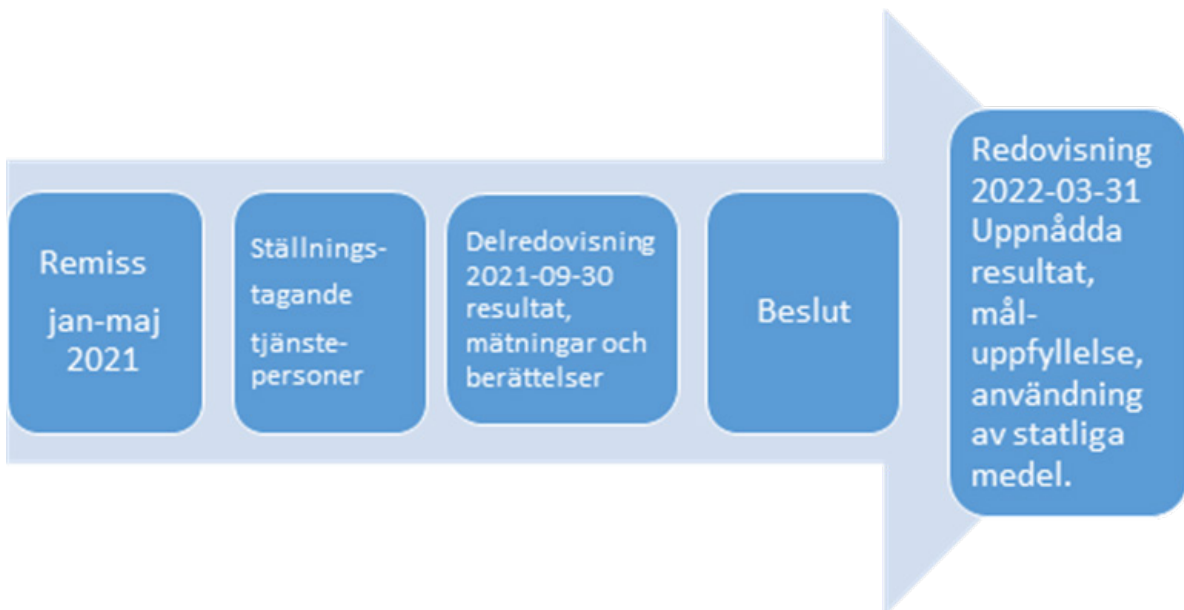 Remiss
jan-maj
2021
Ställnings-
tagande
tjänste-
personer
Delredovisning
2021-09-30
resultat,
mätningar och
berättelser
Beslut
Redovisning
2022-03-31
Uppnådda
resultat,
mål-
uppfyllelse,
användning
av statliga
medel.